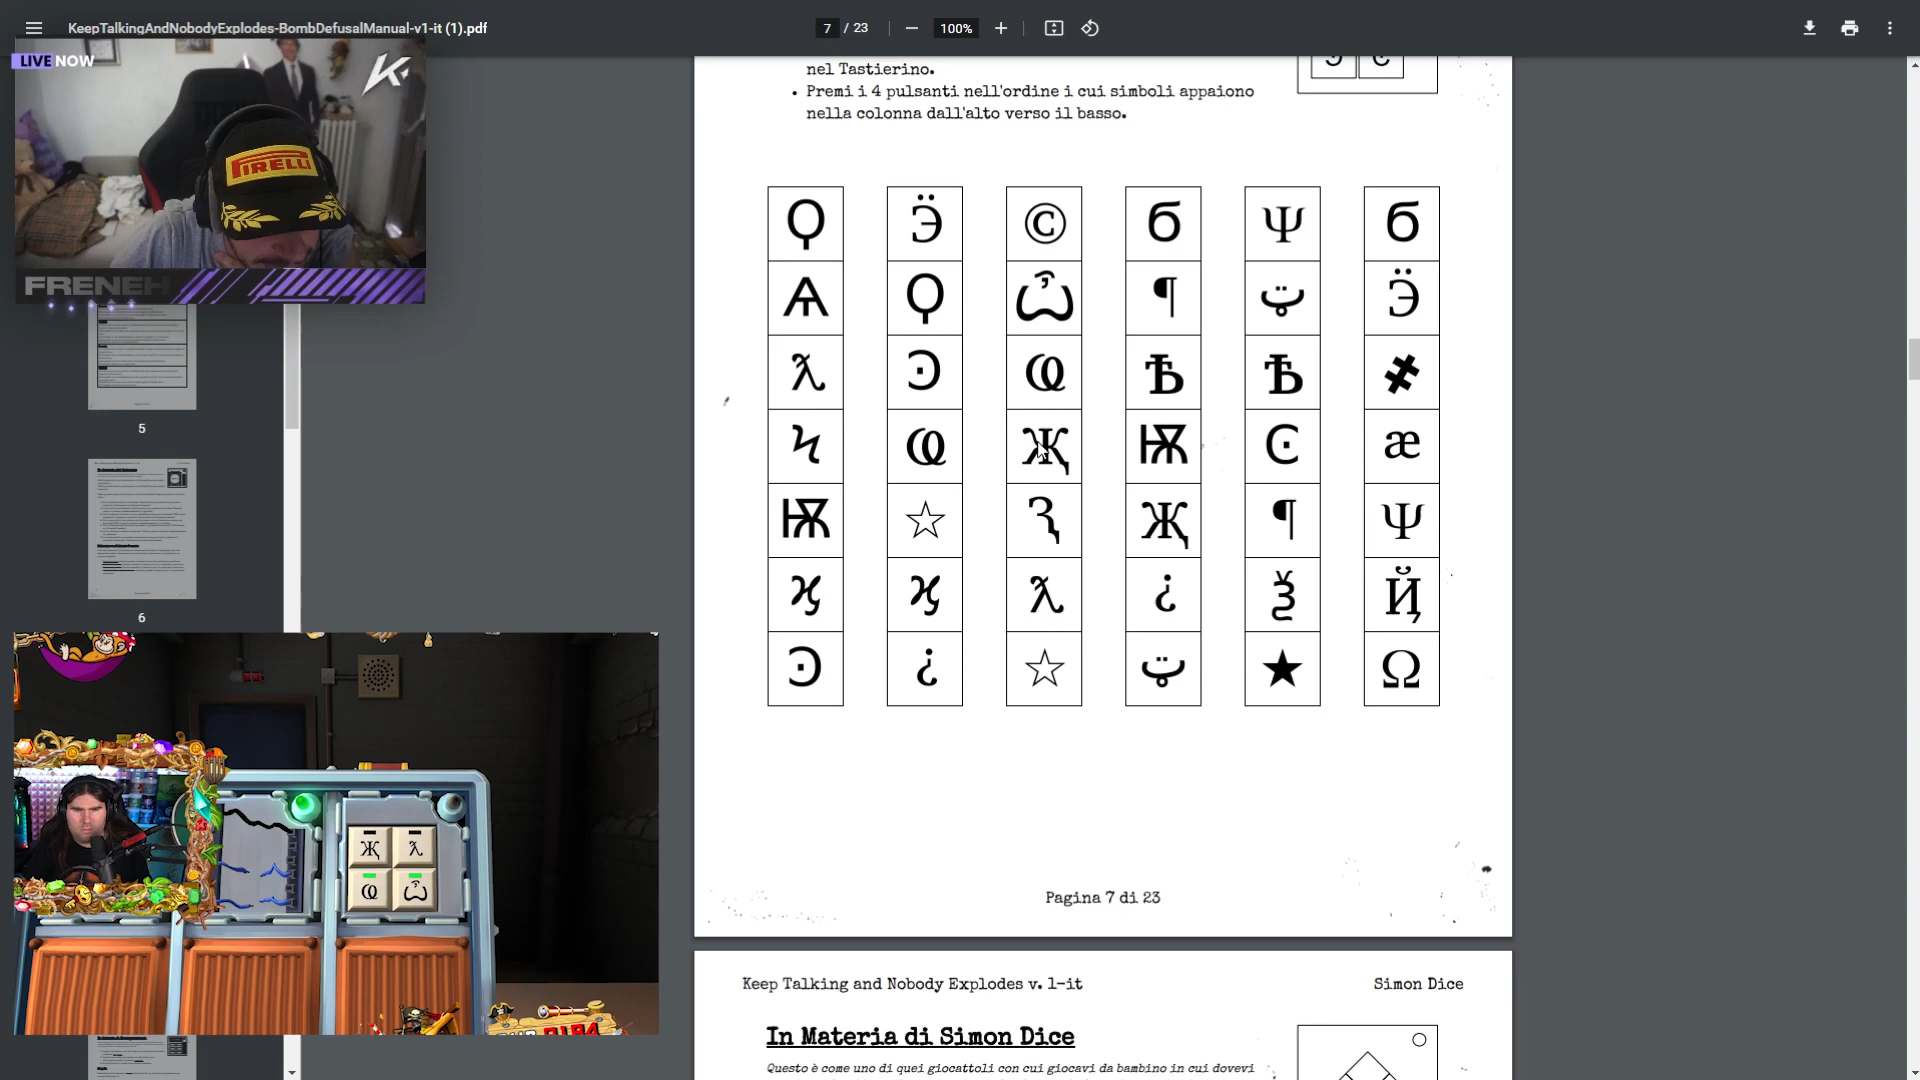 KeepTalkingAndNobodyExplodes-BombDefusalManual-v1-it (1).pdf
7 / 23
100%
LIVE NOW
PIRELLI
FRENEH
5
6
nel Tastierino.
• Premi i 4 pulsanti nell'ordine i cui simboli appaiono
nella colonna dall'alto verso il basso.
Ϙ Ӭ © Ϭ Ψ Ϭ
Ѧ Ϙ Ѽ ¶ ټ Ӭ
ƛ Ͽ Ҩ Ѣ Ѣ ҂
Ϟ Ҩ Җ Ѭ Ͼ æ
Ѭ ☆ Ԇ Җ ¶ Ψ
ϗ ϗ ƛ ¿ Ѯ Ҋ
Ͽ ¿ ☆ ټ ★ Ω
Җ ƛ
Ҩ Ѽ
Pagina 7 di 23
Keep Talking and Nobody Explodes v. 1-it
Simon Dice
In Materia di Simon Dice
Questo è come uno di quei giocattoli con cui giocavi da bambino in cui dovevi